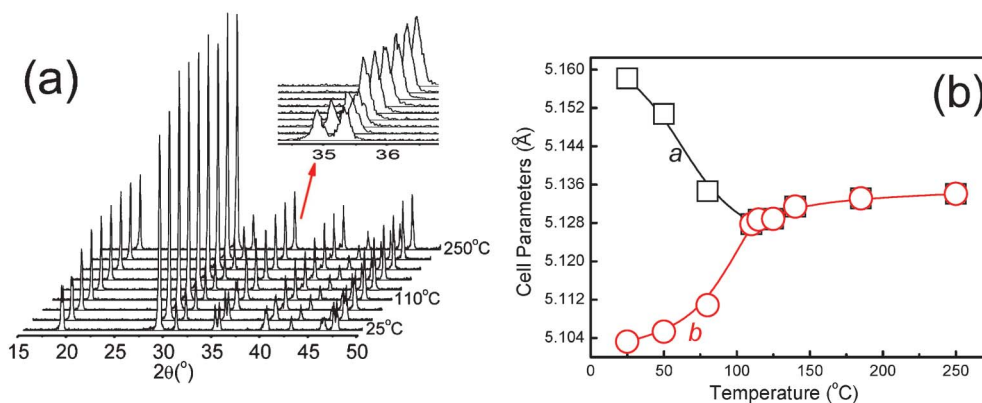 (a)
35 36
250°C
110°C
25°C
15 20 25 30 35 40 45 50
2θ(°)
(b)
5.160
5.152
5.144
5.136
5.128
5.120
5.112
5.104
Cell Parameters (Å)
a
b
0 50 100 150 200 250
Temperature (°C)